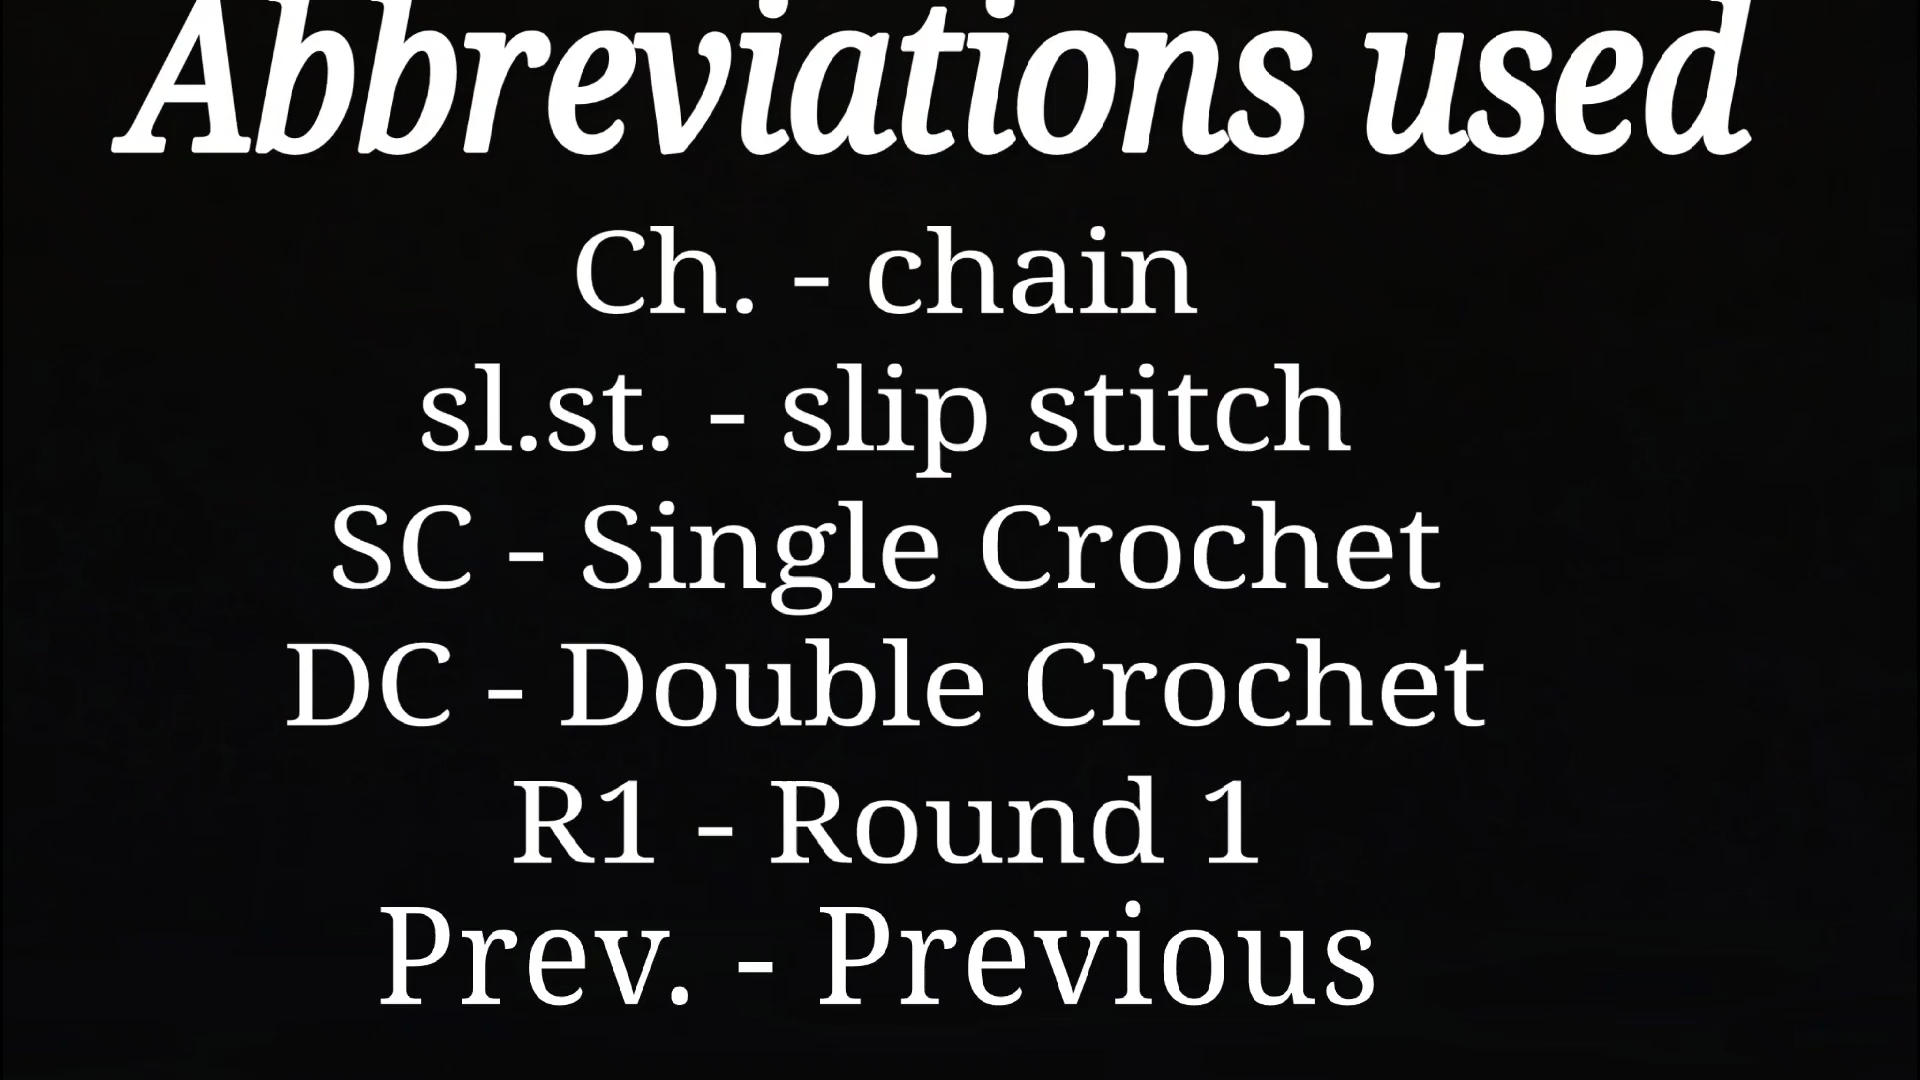 Abbreviations used
Ch. - chain
sl.st. - slip stitch
SC - Single Crochet
DC - Double Crochet
R1 - Round 1
Prev. - Previous